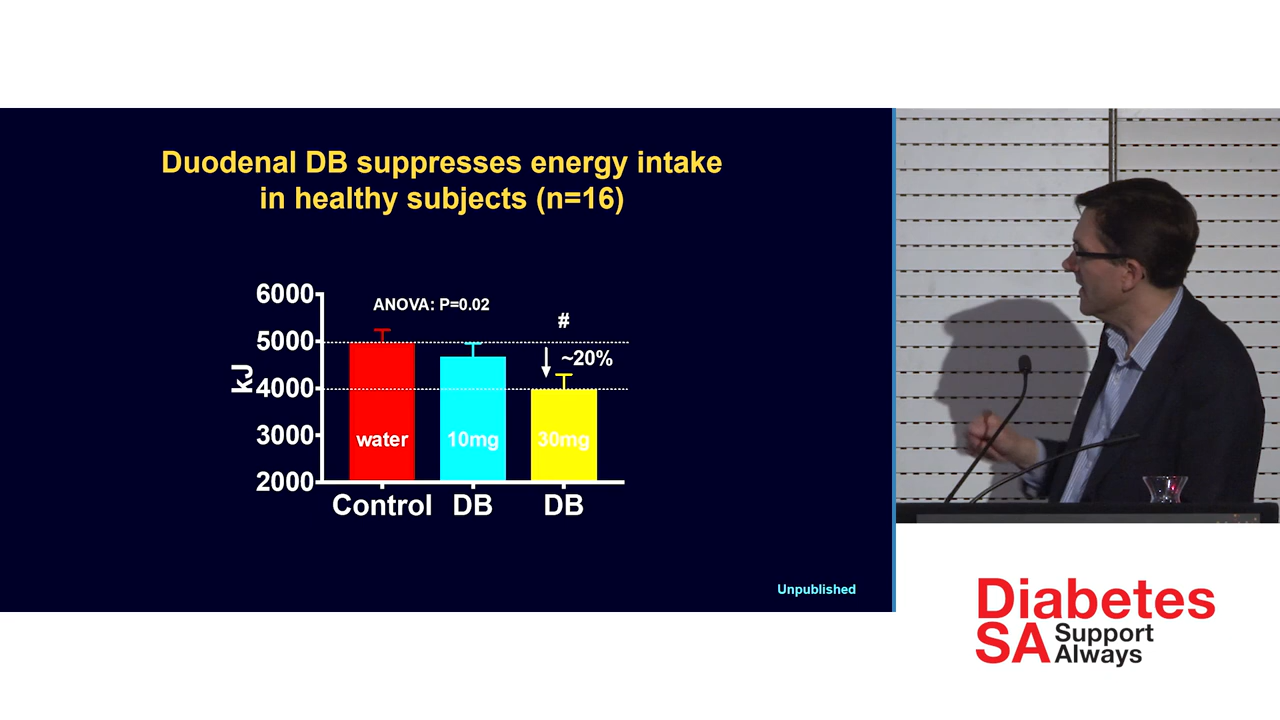 Duodenal DB suppresses energy intake
in healthy subjects (n=16)
6000
ANOVA: P=0.02
#
5000
~20%
kJ
4000
3000
water
10mg
30mg
2000
Control
DB
DB
Unpublished
Diabetes
SA Support
Always